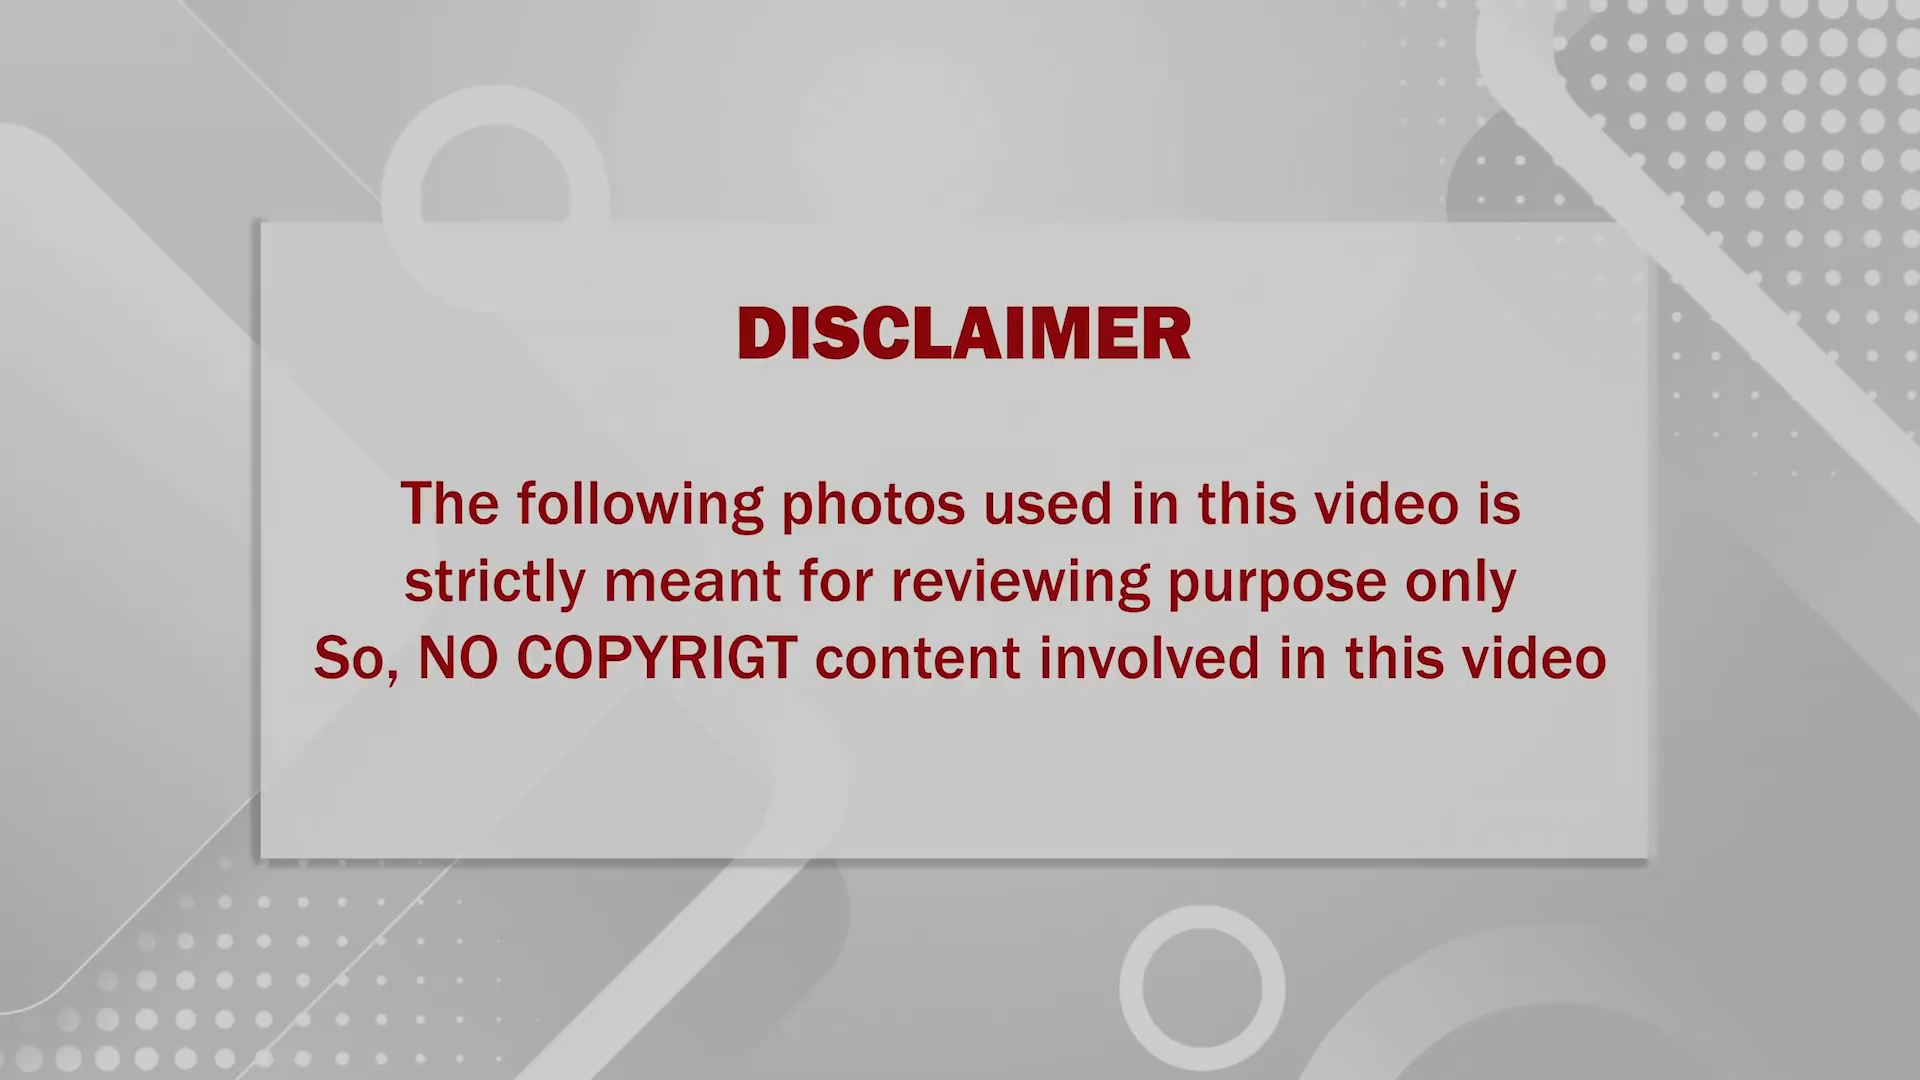 DISCLAIMER
The following photos used in this video is
strictly meant for reviewing purpose only
So, NO COPYRIGT content involved in this video